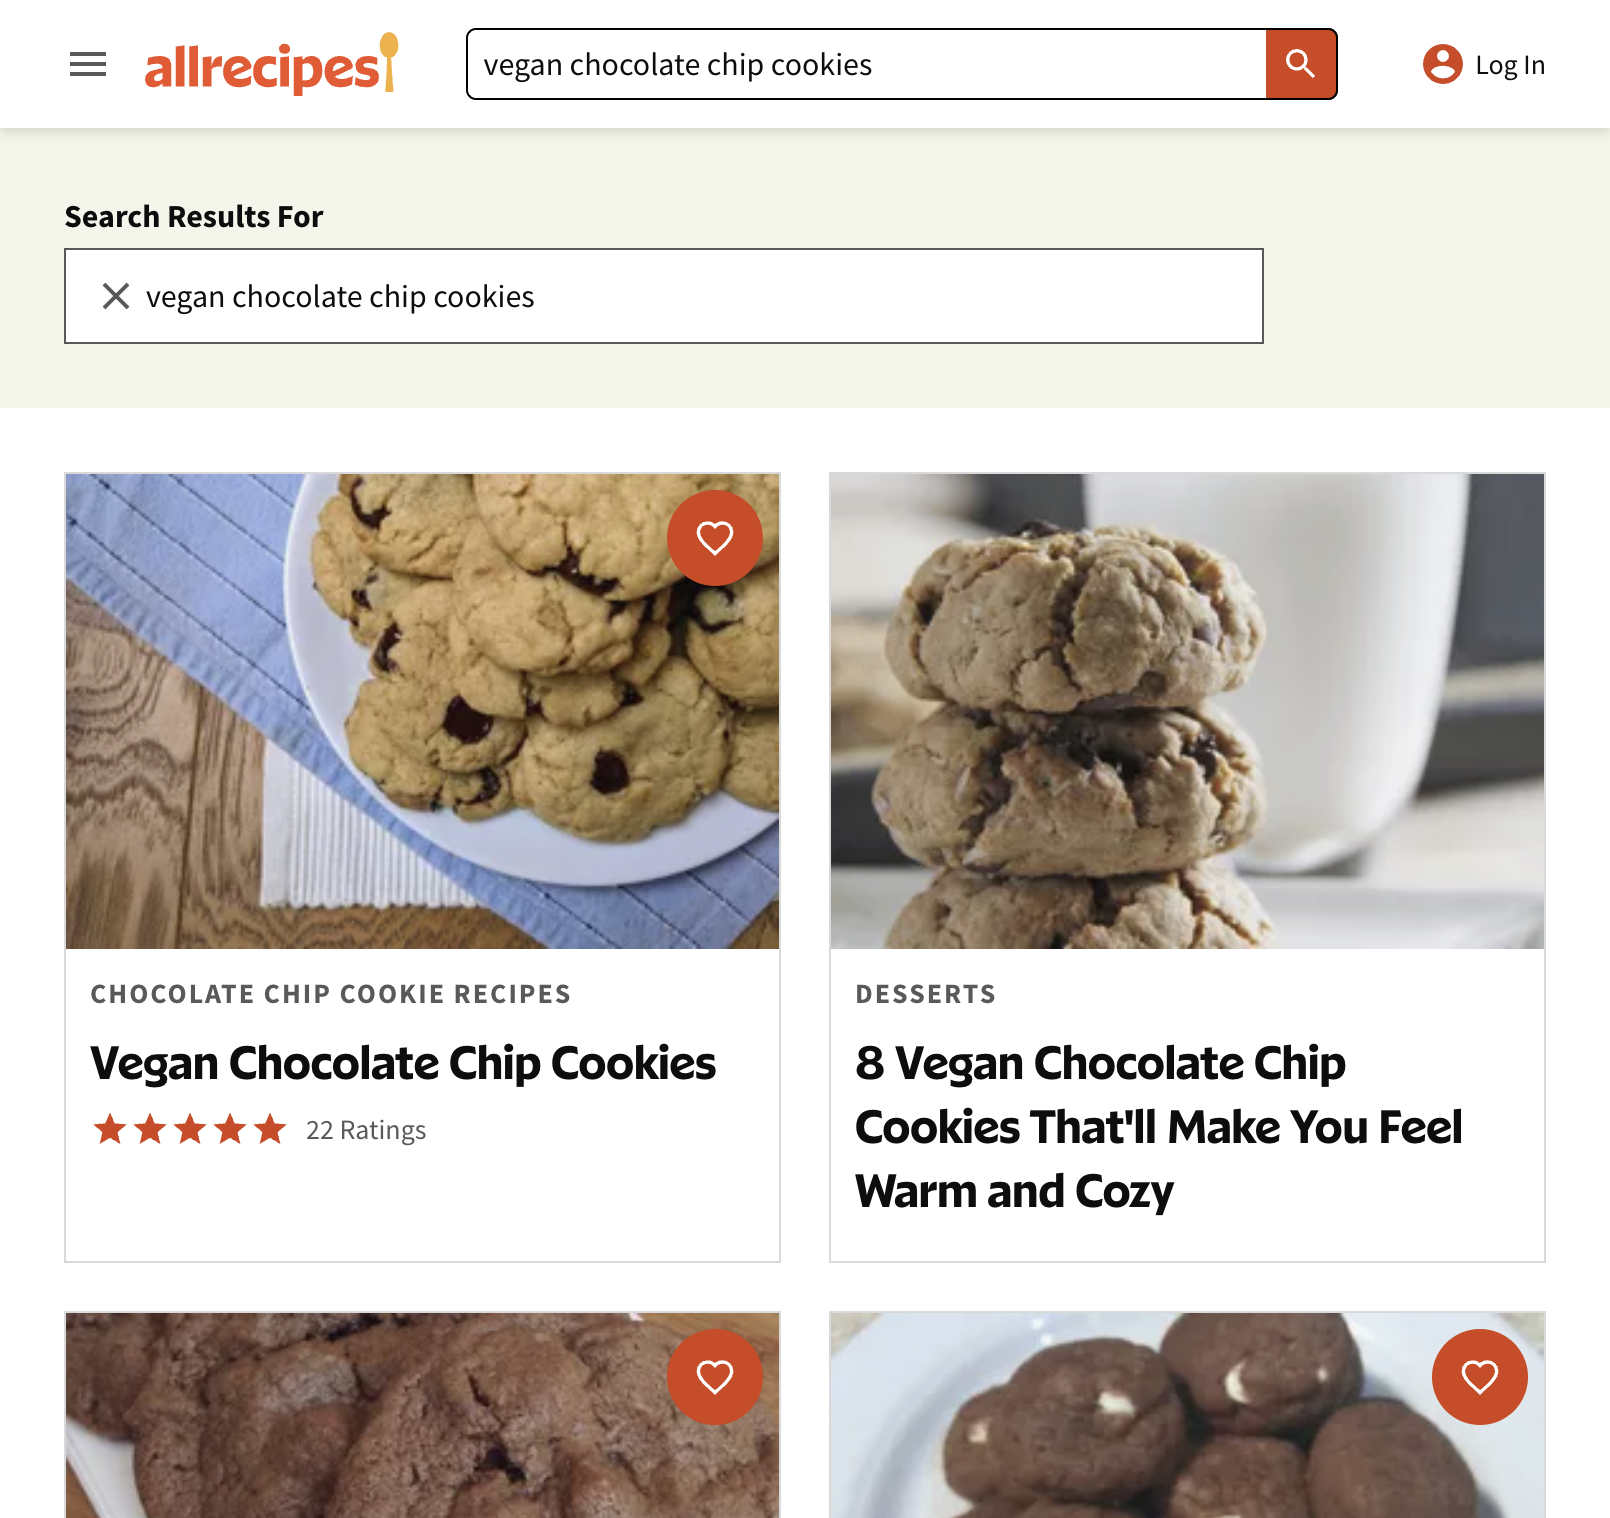 allrecipes
vegan chocolate chip cookies
Log In
Search Results For
vegan chocolate chip cookies
CHOCOLATE CHIP COOKIE RECIPES
Vegan Chocolate Chip Cookies
22 Ratings
DESSERTS
8 Vegan Chocolate Chip
Cookies That'll Make You Feel
Warm and Cozy